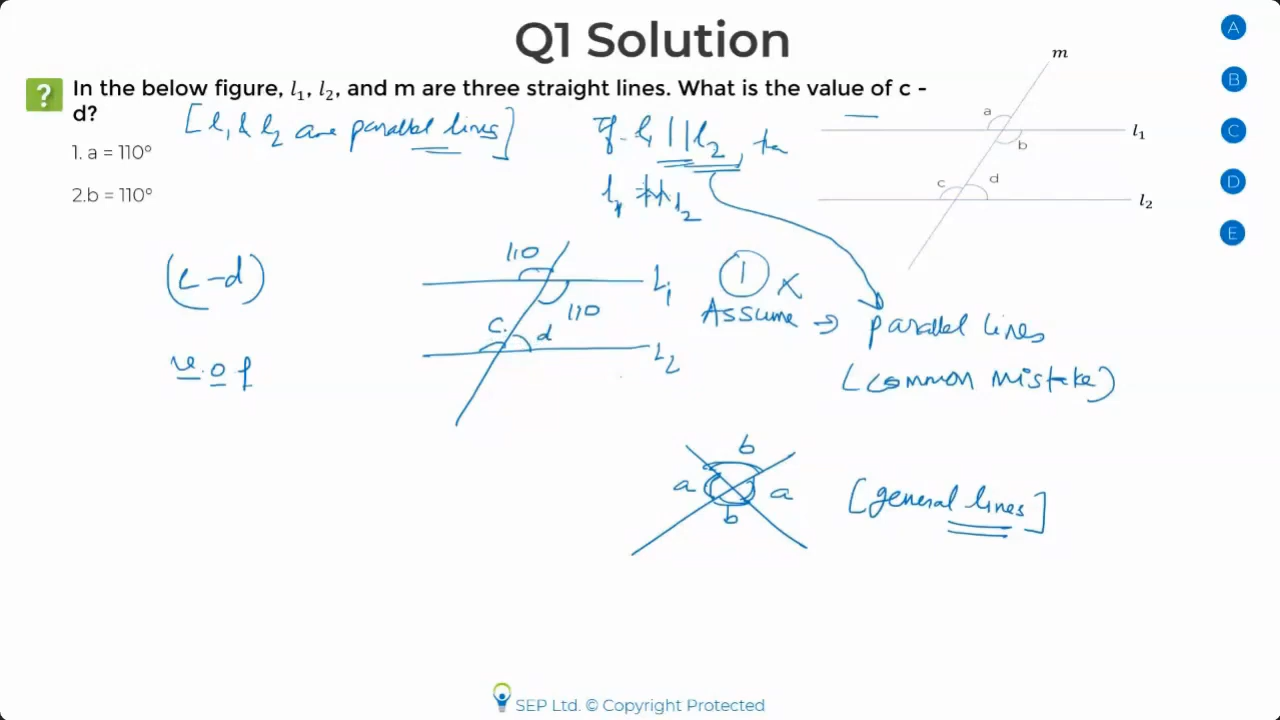 Q1 Solution
?
In the below figure, l₁, l₂, and m are three straight lines. What is the value of c -
d?
[l₁ & l₂ are parallel lines]
If l₁ || l₂,
l₁ ∦ l₂
1. a = 110°
2.b = 110°
m
a
l₁
b
c
d
l₂
A
B
C
D
E
(c - d)
v.o.f
110
L₁
110
c.
d
L₂
1 x
Assume → parallel lines
(common mistake)
b
a
a
b
[general lines]
SEP Ltd. © Copyright Protected